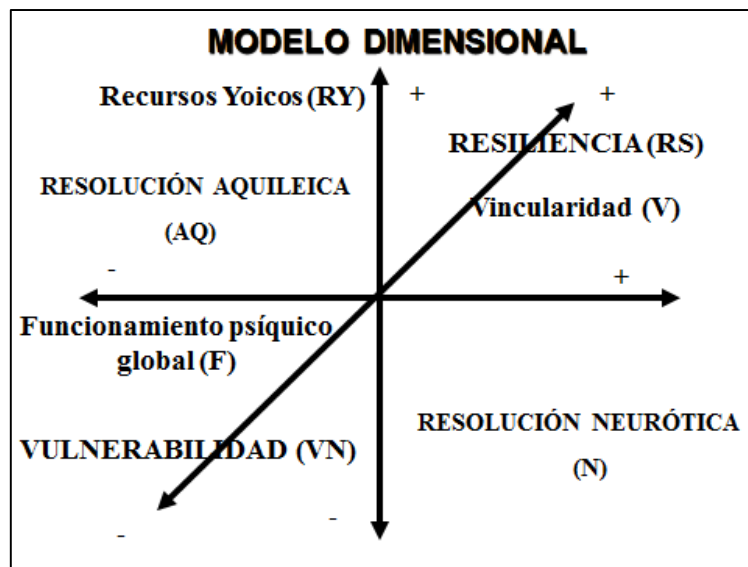 MODELO DIMENSIONAL
Recursos Yoicos (RY)
+
+
RESILIENCIA (RS)
RESOLUCIÓN AQUILEICA
(AQ)
Vincularidad (V)
-
+
Funcionamiento psíquico
global (F)
RESOLUCIÓN NEURÓTICA
(N)
VULNERABILIDAD (VN)
-
-